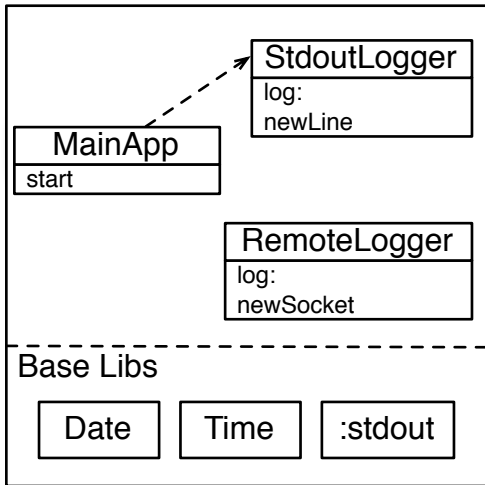 StdoutLogger
log:
newLine
MainApp
start
RemoteLogger
log:
newSocket
Base Libs
Date
Time
:stdout